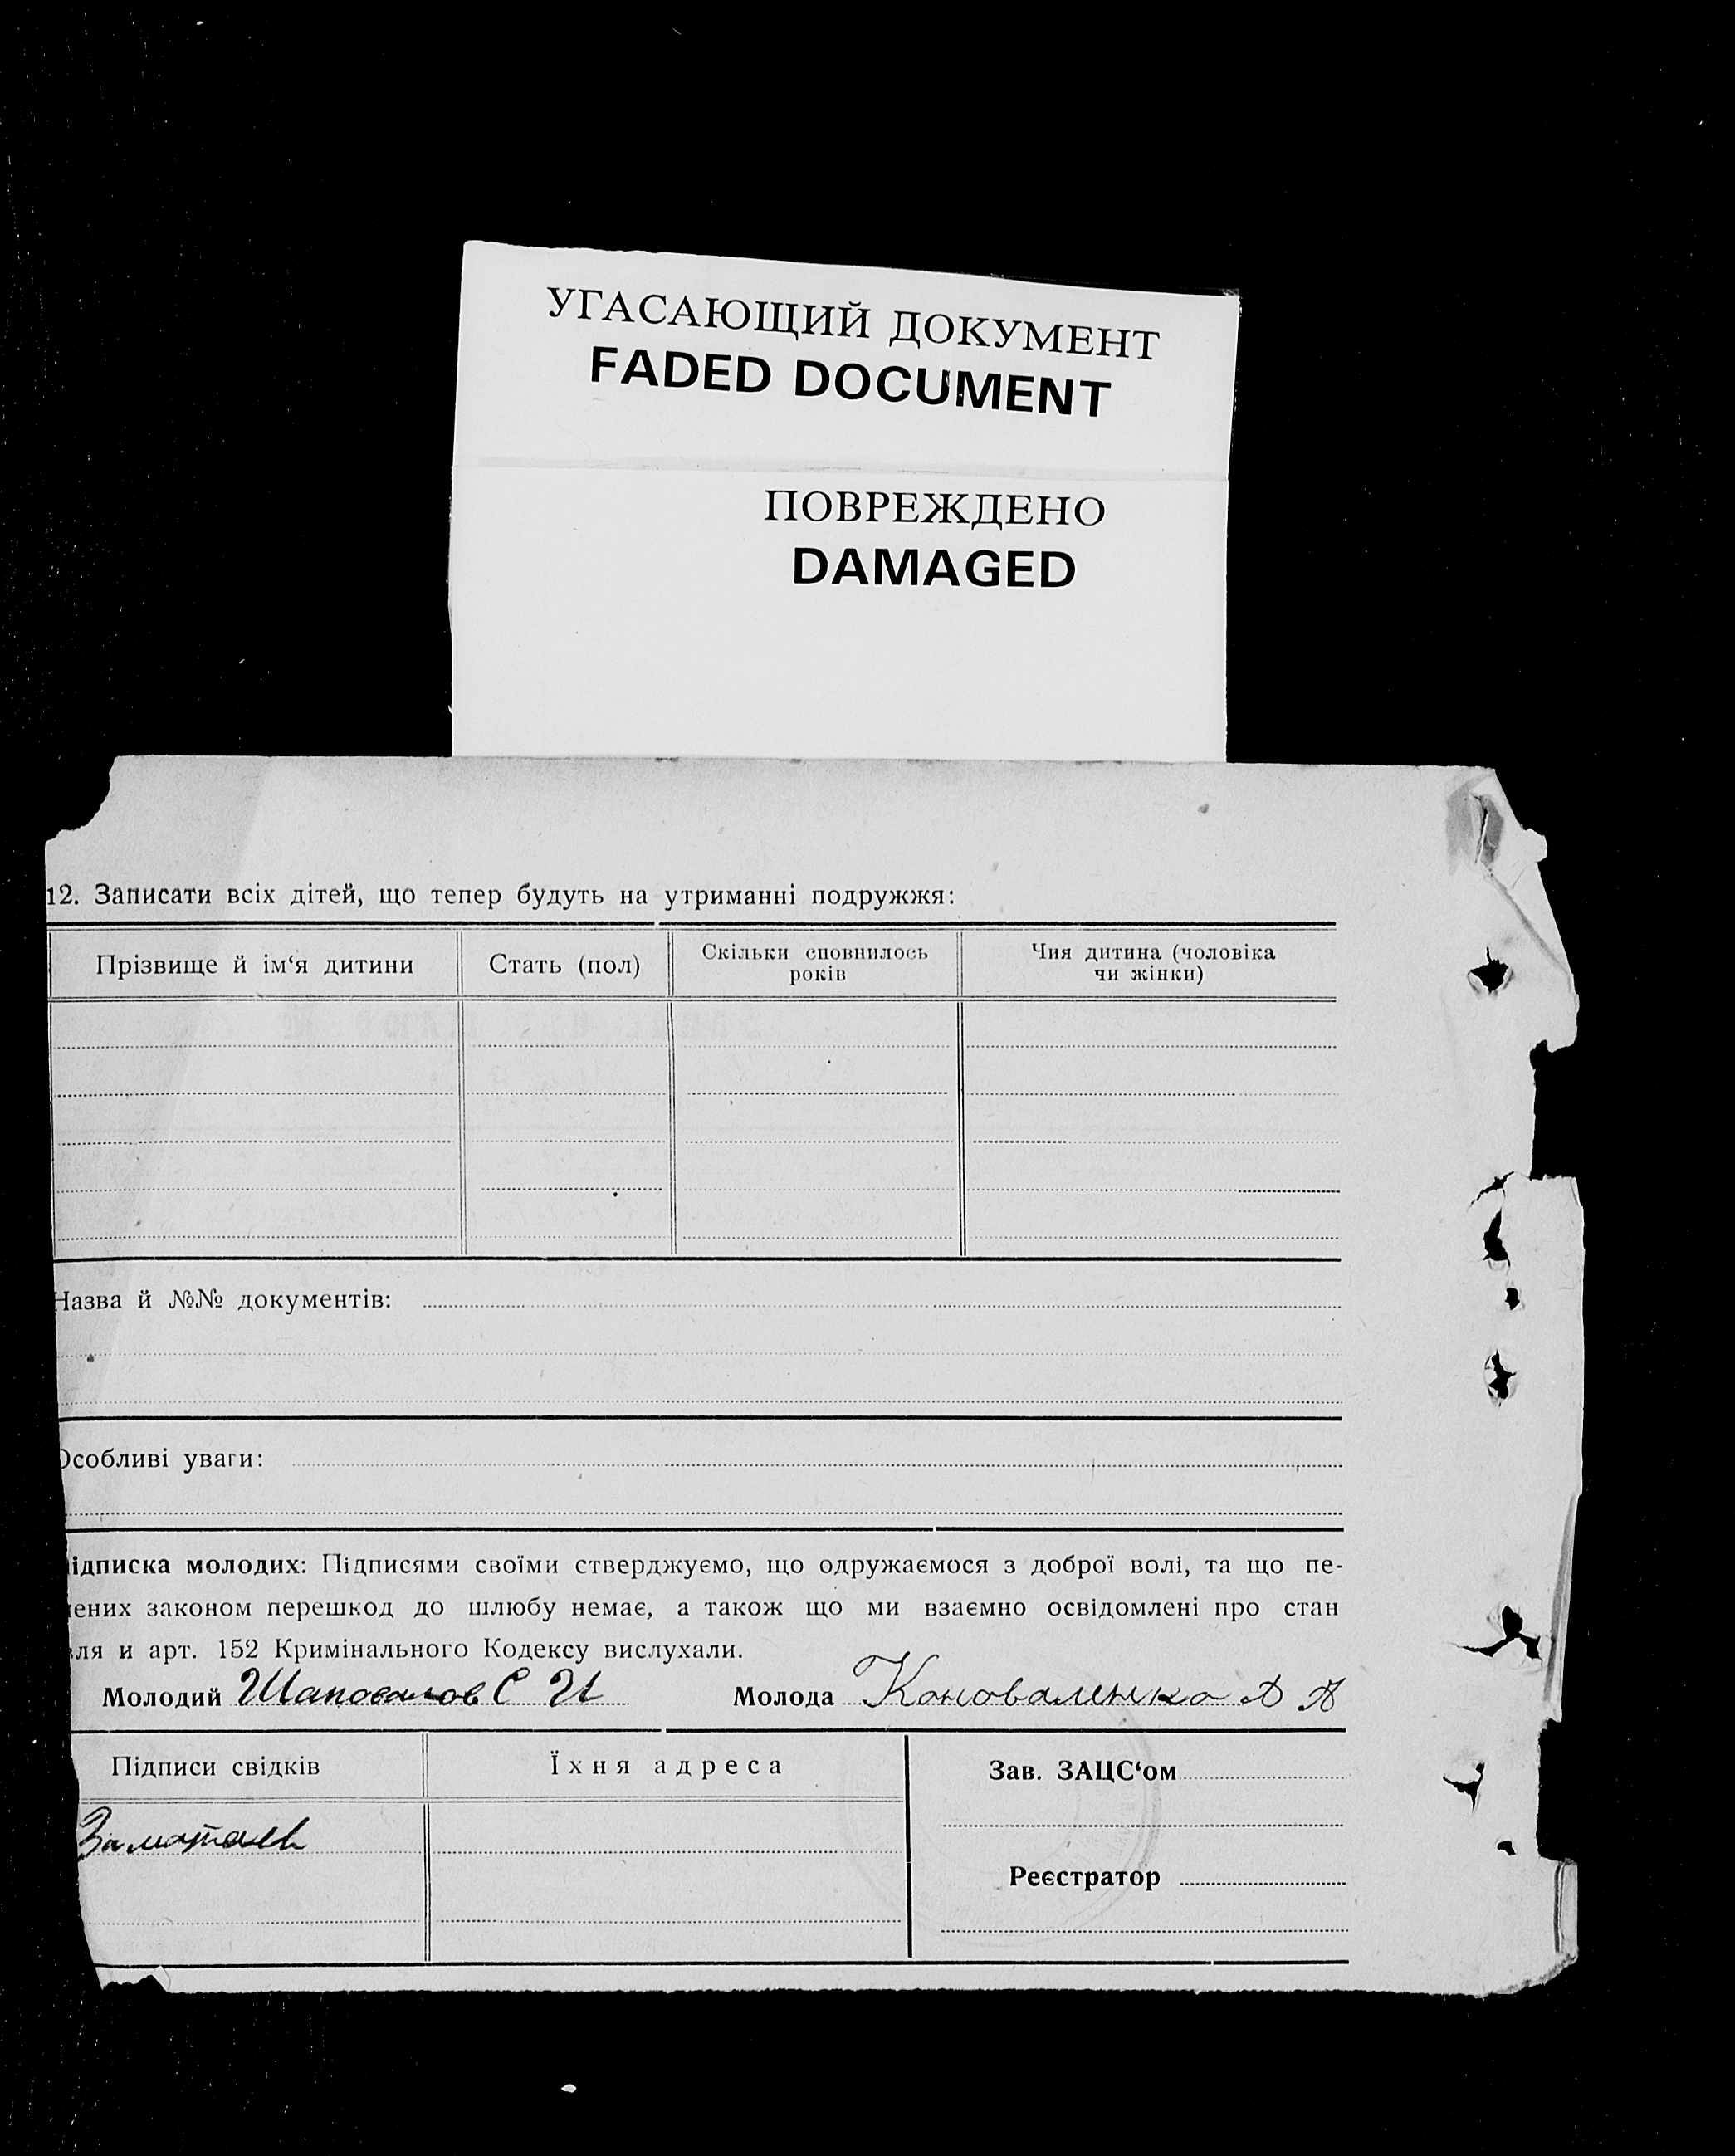 УГАСАЮЩИЙ ДОКУМЕНТ
FADED DOCUMENT
ПОВРЕЖДЕНО
DAMAGED
12. Записати всіх дітей, що тепер будуть на утриманні подружжя:
Прізвище й ім‘я дитини
Стать (пол)
Скільки сповнилось
років
Чия дитина (чоловіка
чи жінки)
Назва й №№ документів:
Особливі уваги:
ідписка молодих: Підписями своїми стверджуємо, що одружаємося з доброї волі, та що пе-
ених законом перешкод до шлюбу немає, а також що ми взаємно освідомлені про стан
ля и арт. 152 Кримінального Кодексу вислухали.
Молодий С И
Молода Коноваленко А А
Підписи свідків
Їхня адреса
Зав. ЗАЦС‘ом
Реєстратор